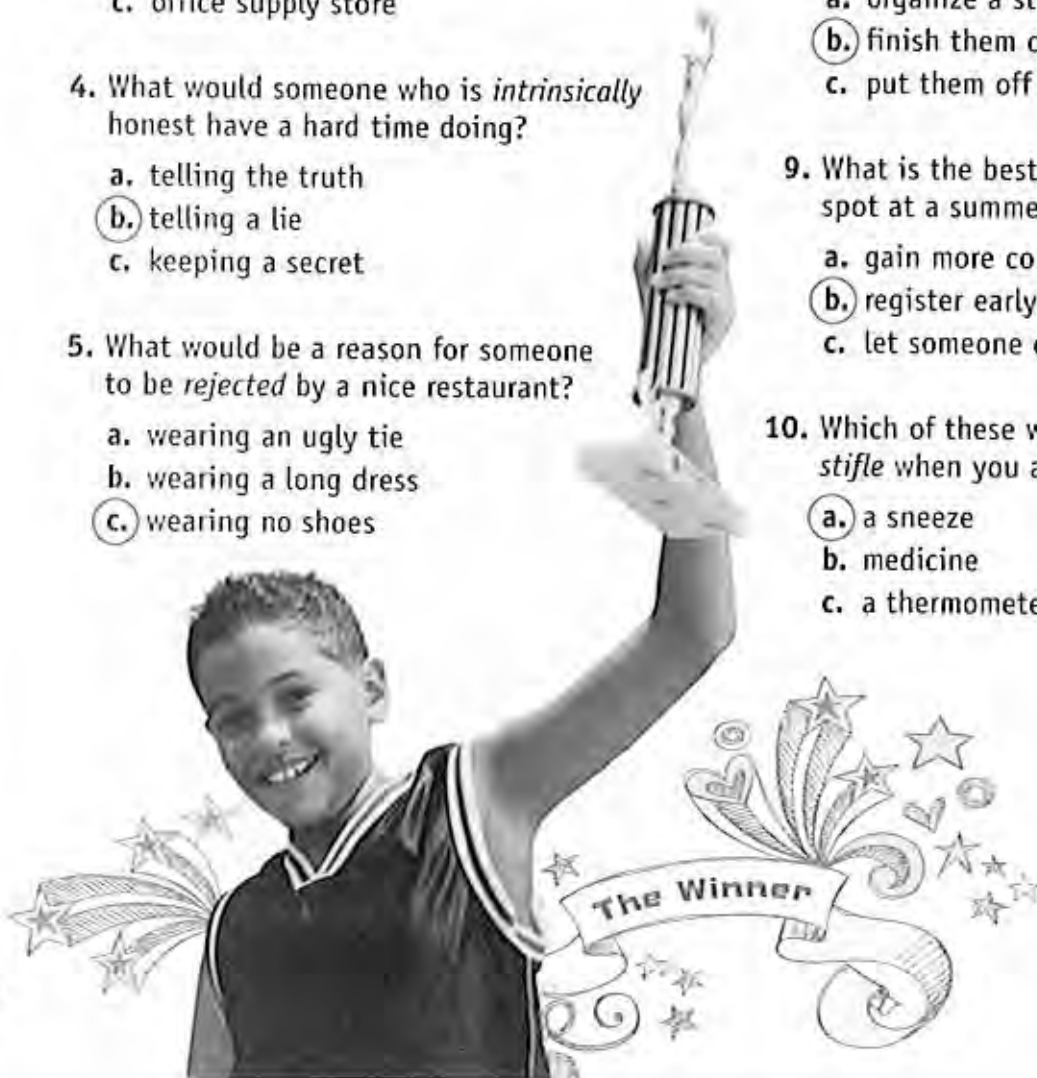 c. office supply store
4. What would someone who is intrinsically
honest have a hard time doing?
a. telling the truth
b. telling a lie
c. keeping a secret
5. What would be a reason for someone
to be rejected by a nice restaurant?
a. wearing an ugly tie
b. wearing a long dress
c. wearing no shoes
a. organize a
b. finish them
c. put them off
9. What is the best
spot at a
a. gain more
b. register early
c. let someone
10. Which of these
stifle when you
a. a sneeze
b. medicine
c. a
The Winner